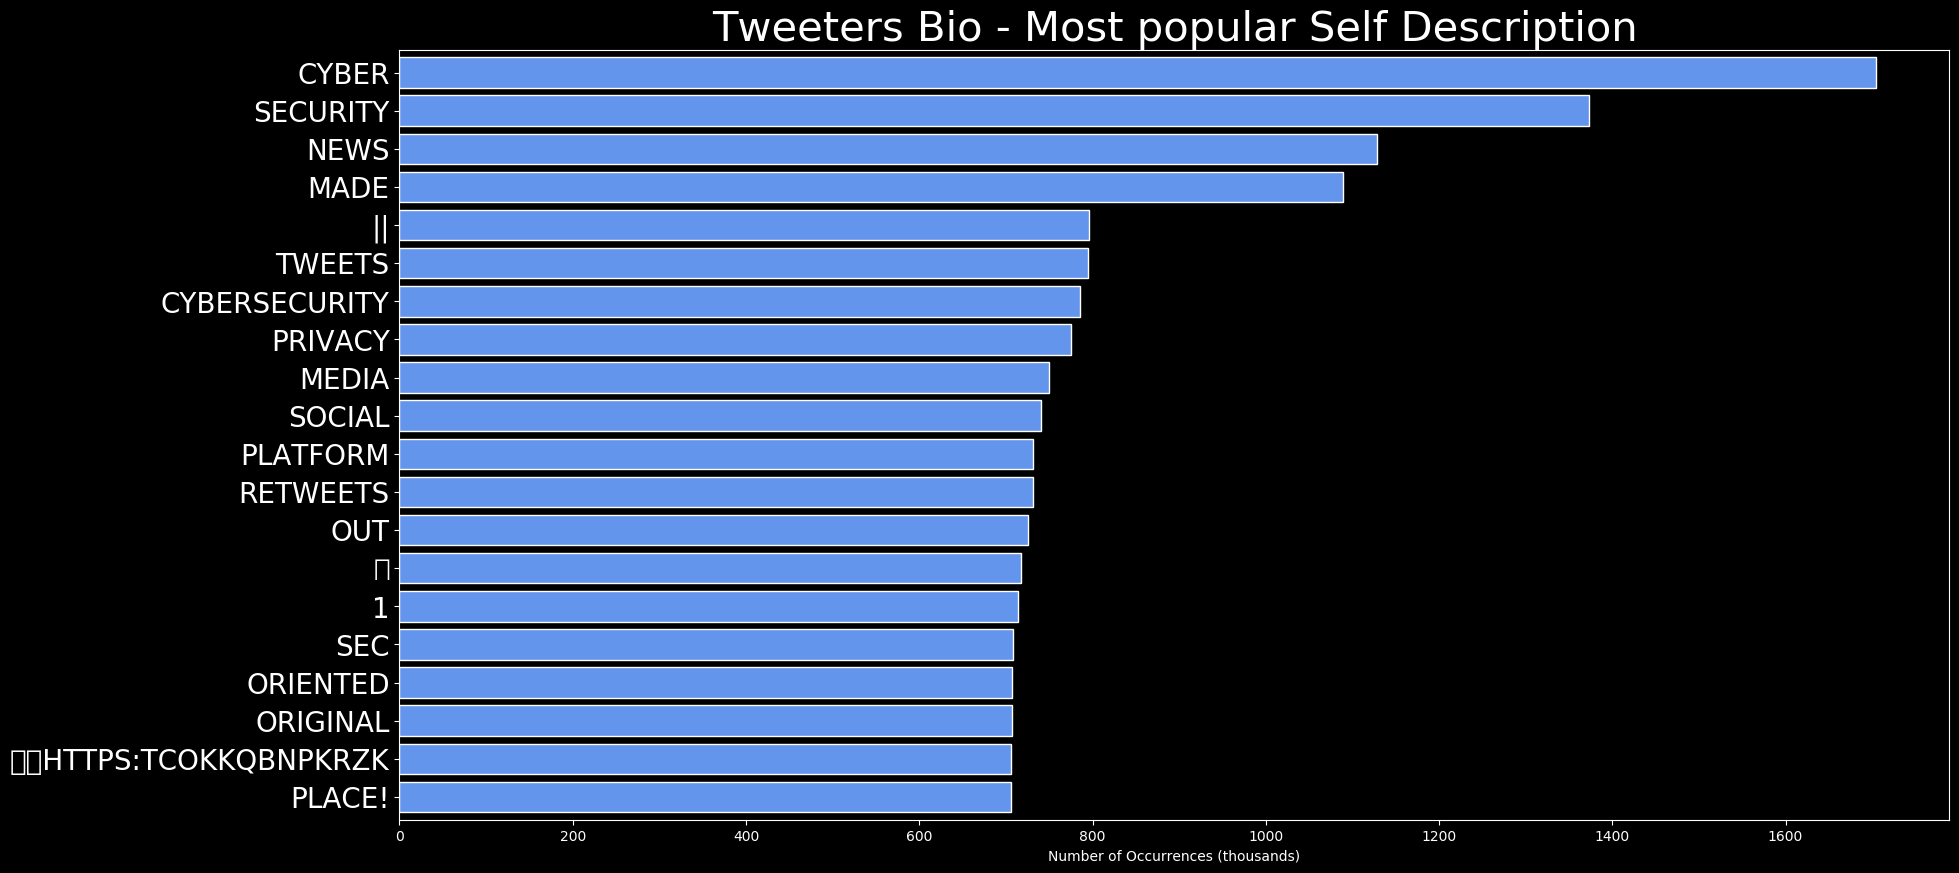 Tweeters Bio - Most popular Self Description
CYBER
SECURITY
NEWS
MADE
||
TWEETS
CYBERSECURITY
PRIVACY
MEDIA
SOCIAL
PLATFORM
RETWEETS
OUT
1
SEC
ORIENTED
ORIGINAL
HTTPS:TCOKKQBNPKRZK
PLACE!
0 200 400 600 800 1000 1200 1400 1600
Number of Occurrences (thousands)